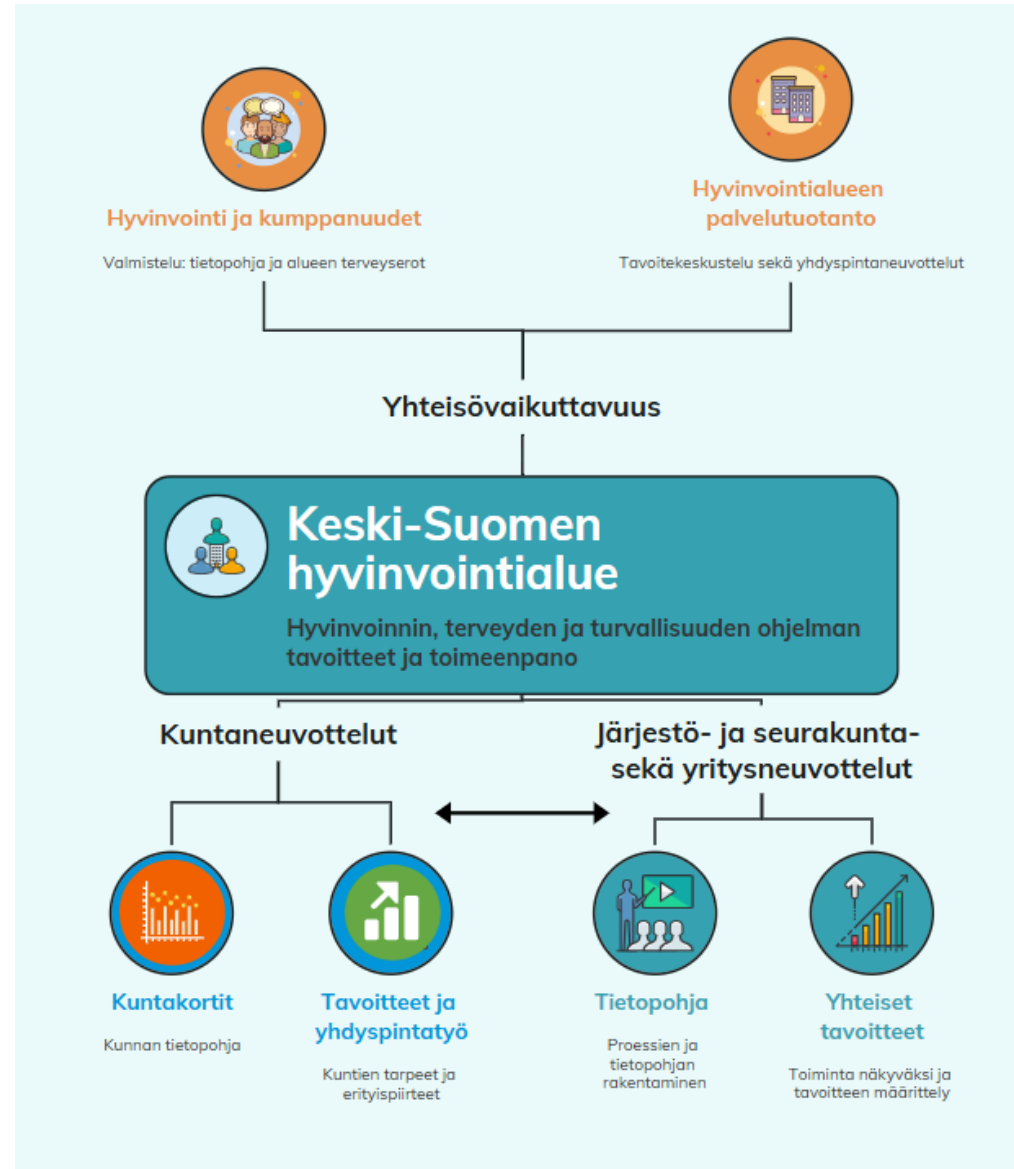 Hyvinvointi ja kumppanuudet
Valmistelu: tietopohja ja alueen terveyserot
Hyvinvointialueen
palvelutuotanto
Tavoitekeskustelu sekä yhdyspintaneuvottelut
Yhteisövaikuttavuus
Keski-Suomen
hyvinvointialue
Hyvinvoinnin, terveyden ja turvallisuuden ohjelman
tavoitteet ja toimeenpano
Kuntaneuvottelut
Järjestö- ja seurakunta-
sekä yritysneuvottelut
Kuntakortit
Kunnan tietopohja
Tavoitteet ja
yhdyspintatyö
Kuntien tarpeet ja
erityispiirteet
Tietopohja
Proessien ja
tietopohjan
rakentaminen
Yhteiset
tavoitteet
Toiminta näkyväksi ja
tavoitteen määrittely